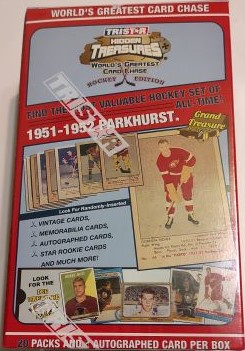 WORLD'S GREATEST CARD CHASE
TRISTAR
HIDDEN
TREASURES
WORLD'S GREATEST
CARD CHASE
HOCKEY EDITION
FIND THE MOST VALUABLE HOCKEY SET OF
ALL-TIME!
1951-1952 PARKHURST.
Grand
Treasure
Look For Randomly-Inserted
VINTAGE CARDS,
MEMORABILIA CARDS,
AUTOGRAPHED CARDS,
STAR ROOKIE CARDS
AND MUCH MORE!
LOOK
FOR THE
20 PACKS AND 2 AUTOGRAPHED CARD PER BOX